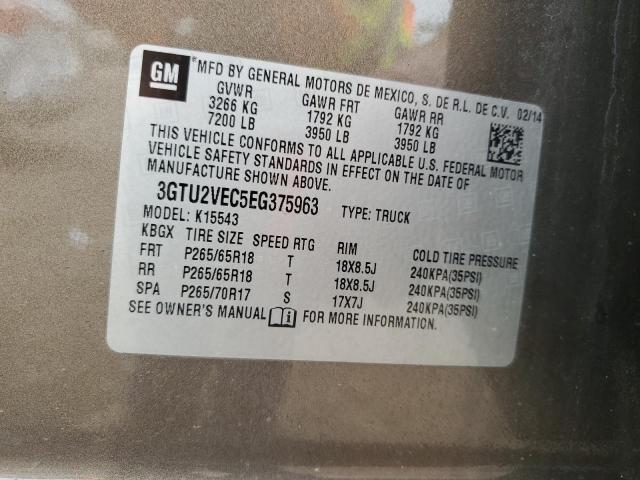 GM
*MFD BY GENERAL MOTORS DE MEXICO, S. DE R.L. DE C.V. 02/14
GVWR GAWR FRT GAWR RR
3266 KG 1792 KG 1792 KG
7200 LB 3950 LB 3950 LB
THIS VEHICLE CONFORMS TO ALL APPLICABLE U.S. FEDERAL MOTOR
VEHICLE SAFETY STANDARDS IN EFFECT ON THE DATE OF
MANUFACTURE SHOWN ABOVE.
3GTU2VEC5EG375963 TYPE: TRUCK
MODEL: K15543
KBGX TIRE SIZE SPEED RTG RIM COLD TIRE PRESSURE
FRT P265/65R18 T 18X8.5J 240KPA(35PSI)
RR P265/65R18 T 18X8.5J 240KPA(35PSI)
SPA P265/70R17 S 17X7J 240KPA(35PSI)
SEE OWNER'S MANUAL i FOR MORE INFORMATION.